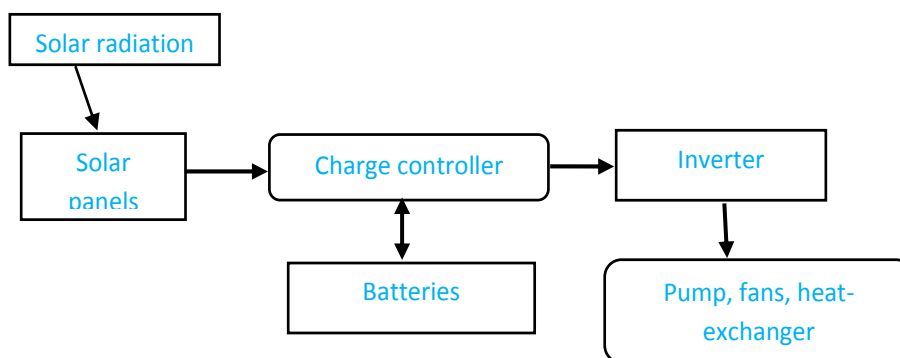 Solar radiation
Solar
panels
Charge controller
Inverter
Batteries
Pump, fans, heat-
exchanger